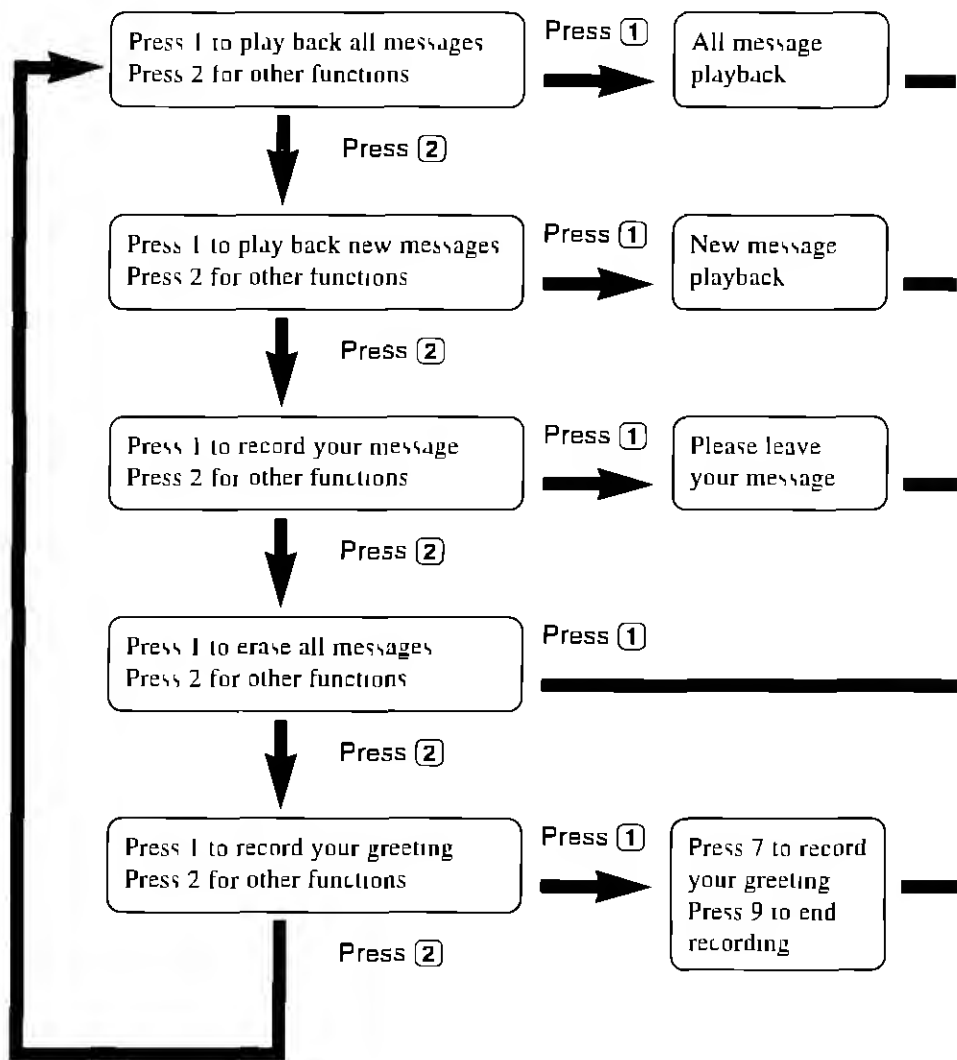 Press 1 to play back all messages
Press 2 for other functions
Press 1
All message
playback
Press 2
Press 1 to play back new messages
Press 2 for other functions
Press 1
New message
playback
Press 2
Press 1 to record your message
Press 2 for other functions
Press 1
Please leave
your message
Press 2
Press 1 to erase all messages
Press 2 for other functions
Press 1
Press 2
Press 1 to record your greeting
Press 2 for other functions
Press 1
Press 7 to record
your greeting
Press 9 to end
recording
Press 2